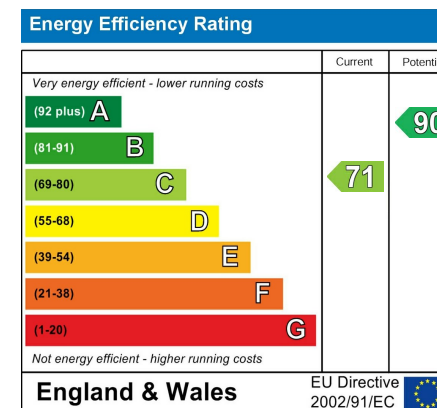 Energy Efficiency Rating
Current Potenti
Very energy efficient - lower running costs
(92 plus) A
(81-91) B
(69-80) C
(55-68) D
(39-54) E
(21-38) F
(1-20) G
71
90
Not energy efficient - higher running costs
England & Wales
EU Directive
2002/91/EC